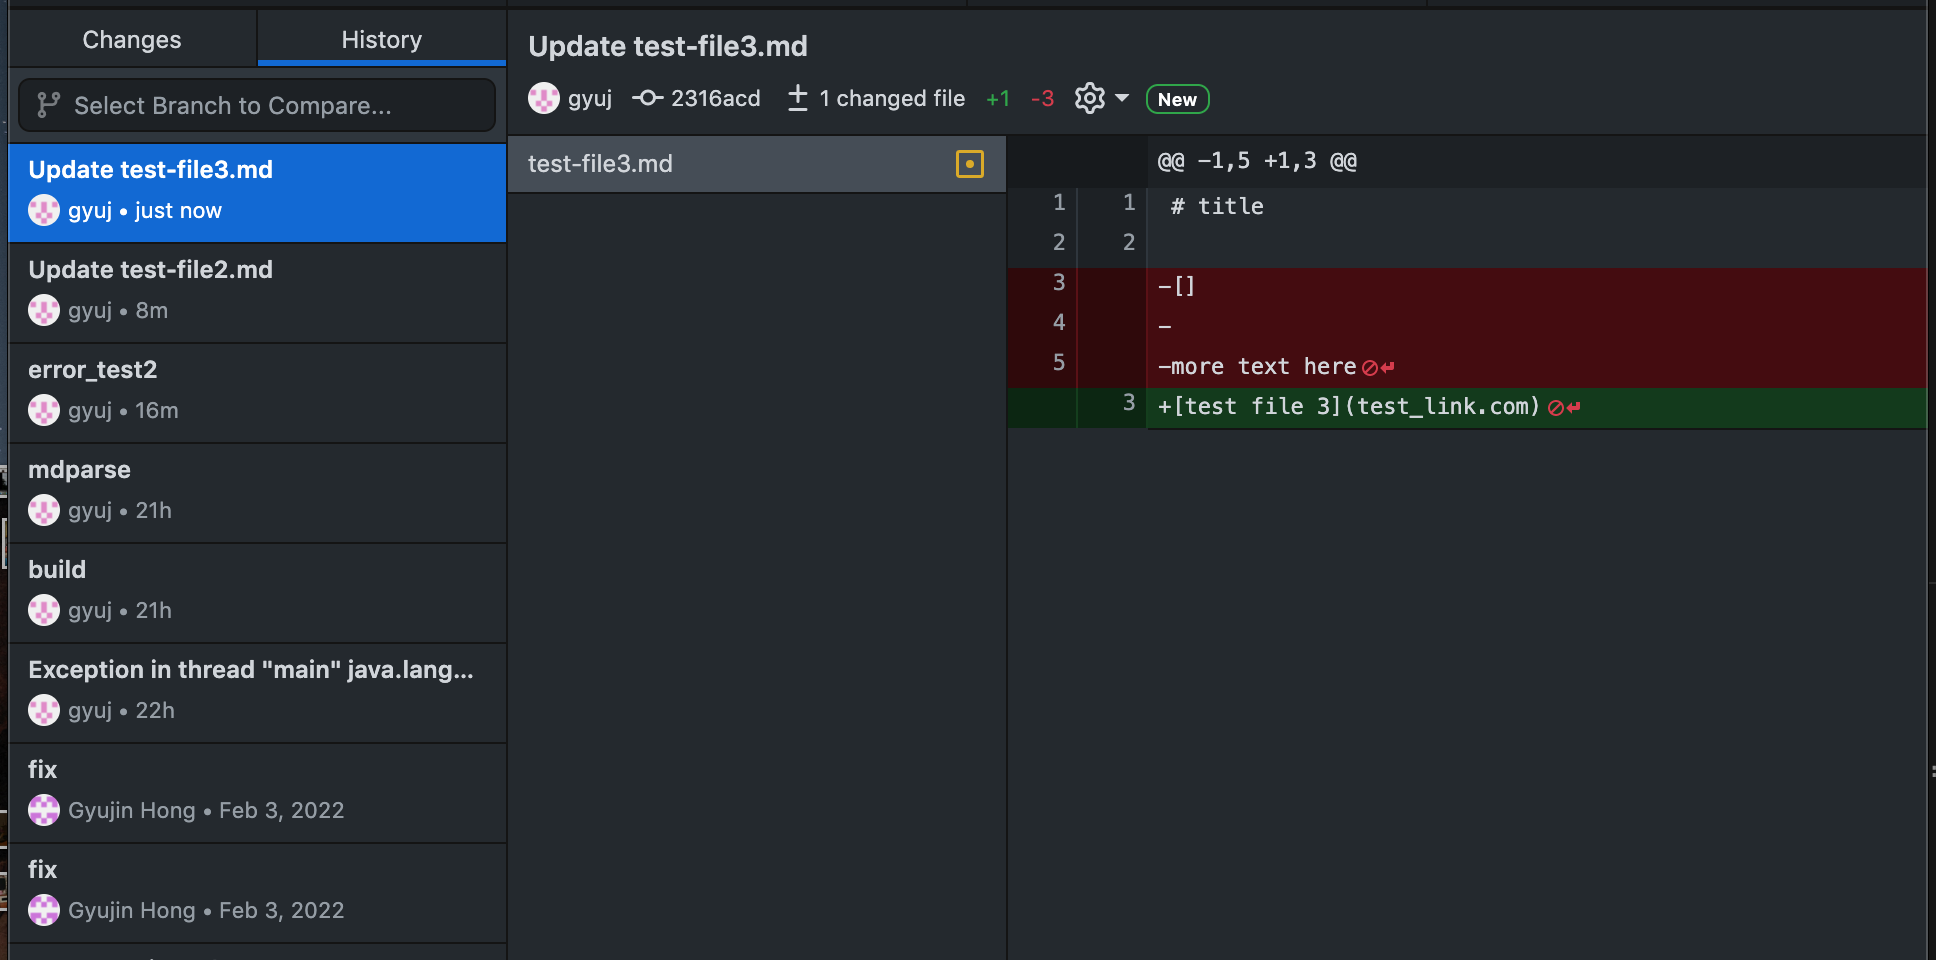 Changes
History
Select Branch to Compare...
Update test-file3.md
gyuj • just now
Update test-file2.md
gyuj • 8m
error_test2
gyuj • 16m
mdparse
gyuj • 21h
build
gyuj • 21h
Exception in thread "main" java.lang...
gyuj • 22h
fix
Gyujin Hong • Feb 3, 2022
fix
Gyujin Hong • Feb 3, 2022
Update test-file3.md
gyuj 2316acd 1 changed file +1 -3 New
test-file3.md
@@ -1,5 +1,3 @@
1 1 # title
2 2
3 -[]
4 -
5 -more text here
3 +[test file 3](test_link.com)